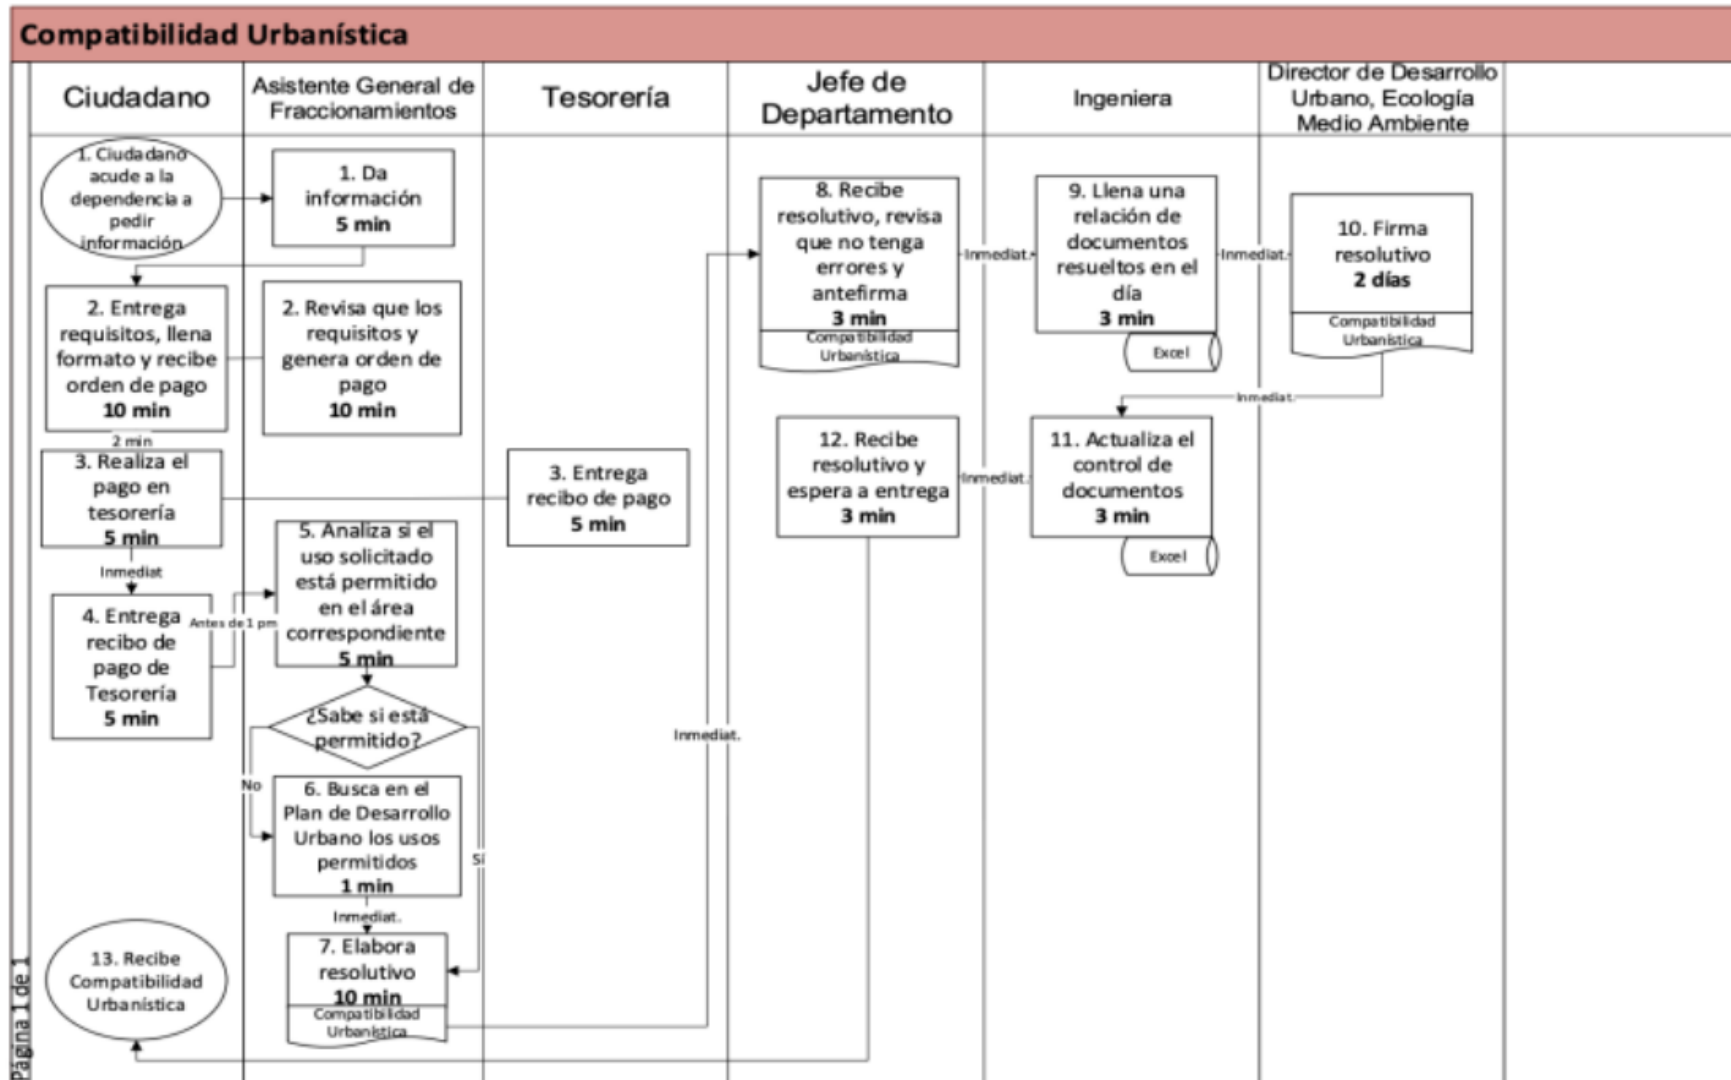 Compatibilidad Urbanística
Ciudadano
Asistente General de
Fraccionamientos
Tesorería
Jefe de
Departamento
Ingeniera
Director de Desarrollo
Urbano, Ecología
Medio Ambiente
1. Ciudadano
acude a la
dependencia a
pedir
información
1. Da
información
5 min
2. Entrega
requisitos, llena
formato y recibe
orden de pago
10 min
2. Revisa que los
requisitos y
genera orden de
pago
10 min
2 min
3. Realiza el
pago en
tesorería
5 min
3. Entrega
recibo de pago
5 min
Inmediat
4. Entrega
recibo de
pago de
Tesorería
5 min
Antes de 1 pm
5. Analiza si el
uso solicitado
está permitido
en el área
correspondiente
5 min
¿Sabe si está
permitido?
No
Si
6. Busca en el
Plan de Desarrollo
Urbano los usos
permitidos
1 min
Inmediat.
7. Elabora
resolutivo
10 min
Compatibilidad
Urbanística
Inmediat.
8. Recibe
resolutivo, revisa
que no tenga
errores y
antefirma
3 min
Compatibilidad
Urbanística
Inmediat.
9. Llena una
relación de
documentos
resueltos en el
día
3 min
Excel
Inmediat.
10. Firma
resolutivo
2 días
Compatibilidad
Urbanística
Inmediat.
11. Actualiza el
control de
documentos
3 min
Excel
Inmediat.
12. Recibe
resolutivo y
espera a entrega
3 min
13. Recibe
Compatibilidad
Urbanística
Página 1 de 1